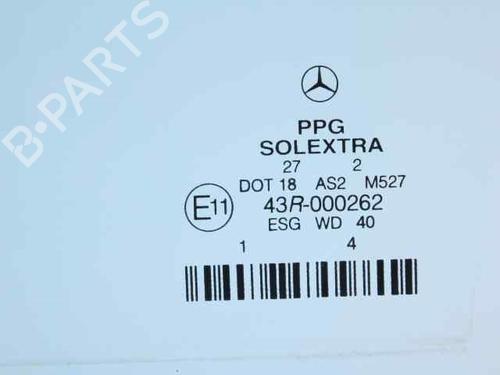 B-PARTS
PPG
SOLEXTRA
27 2
DOT 18 AS2 M527
E11 43R-000262
ESG WD 40
1 4